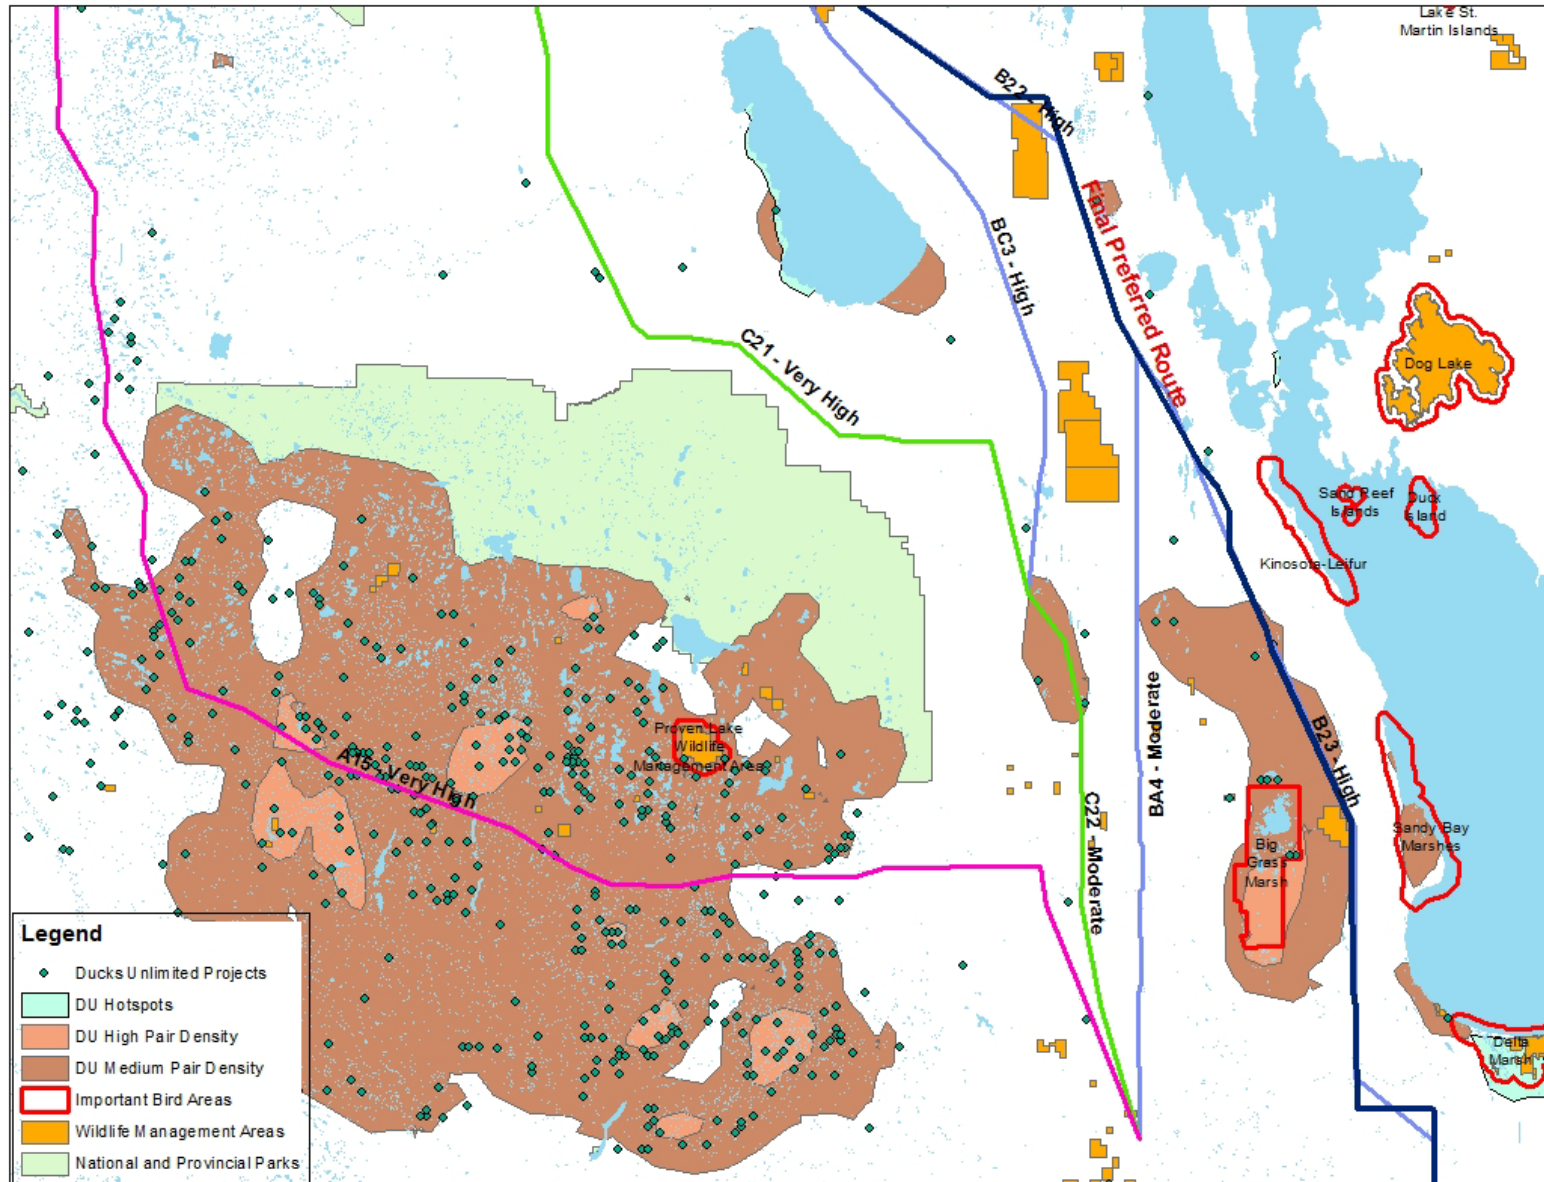 Lake St.
Martin Islands
B22 - High
Final Preferred Route
BC3 - High
C21 - Very High
Dog Lake
Sand Reef
Islands
Duck
Island
Kinosota-Leifur
Proven Lake
Wildlife
Management Area
A15 - Very High
BA4 - Moderate
B23 - High
C22 - Moderate
Big
Grass
Marsh
Sandy Bay
Marshes
Delta
Marsh
Legend
Ducks Unlimited Projects
DU Hotspots
DU High Pair Density
DU Medium Pair Density
Important Bird Areas
Wildlife Management Areas
National and Provincial Parks